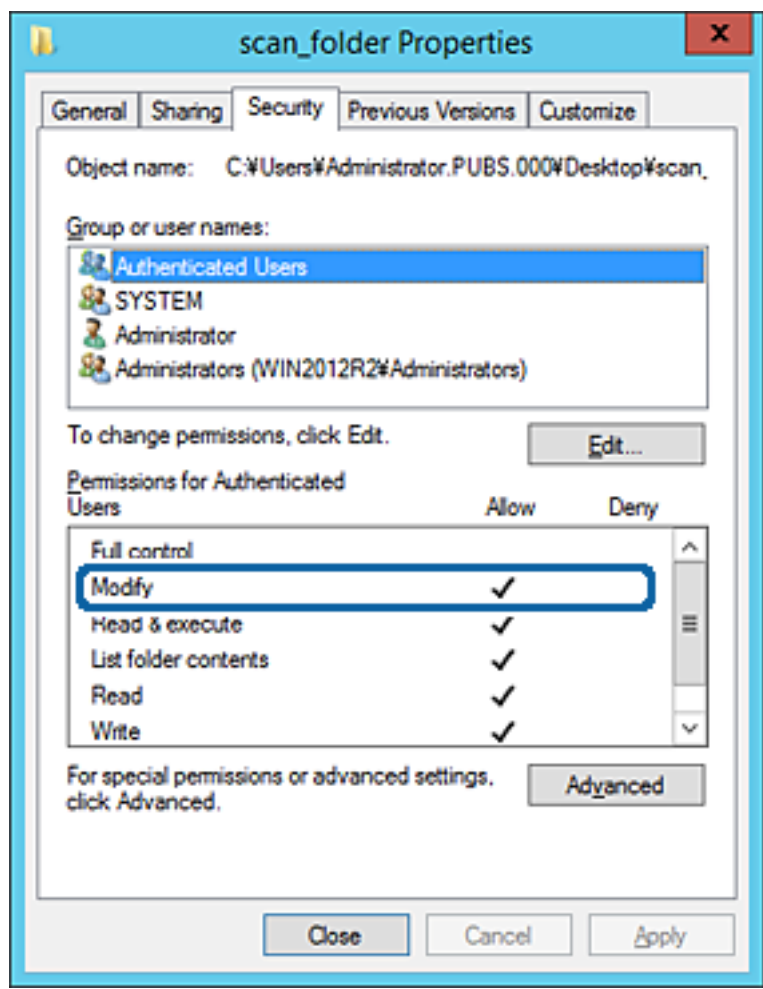 scan_folder Properties
x
General Sharing Security Previous Versions Customize
Object name: C:¥Users¥Administrator.PUBS.000¥Desktop¥scan_
Group or user names:
Authenticated Users
SYSTEM
Administrator
Administrators (WIN2012R2¥Administrators)
To change permissions, click Edit.
Edit...
Permissions for Authenticated
Users Allow Deny
Full control
Modify ✓
Read & execute ✓
List folder contents ✓
Read ✓
Write ✓
For special permissions or advanced settings,
click Advanced.
Advanced
Close Cancel Apply